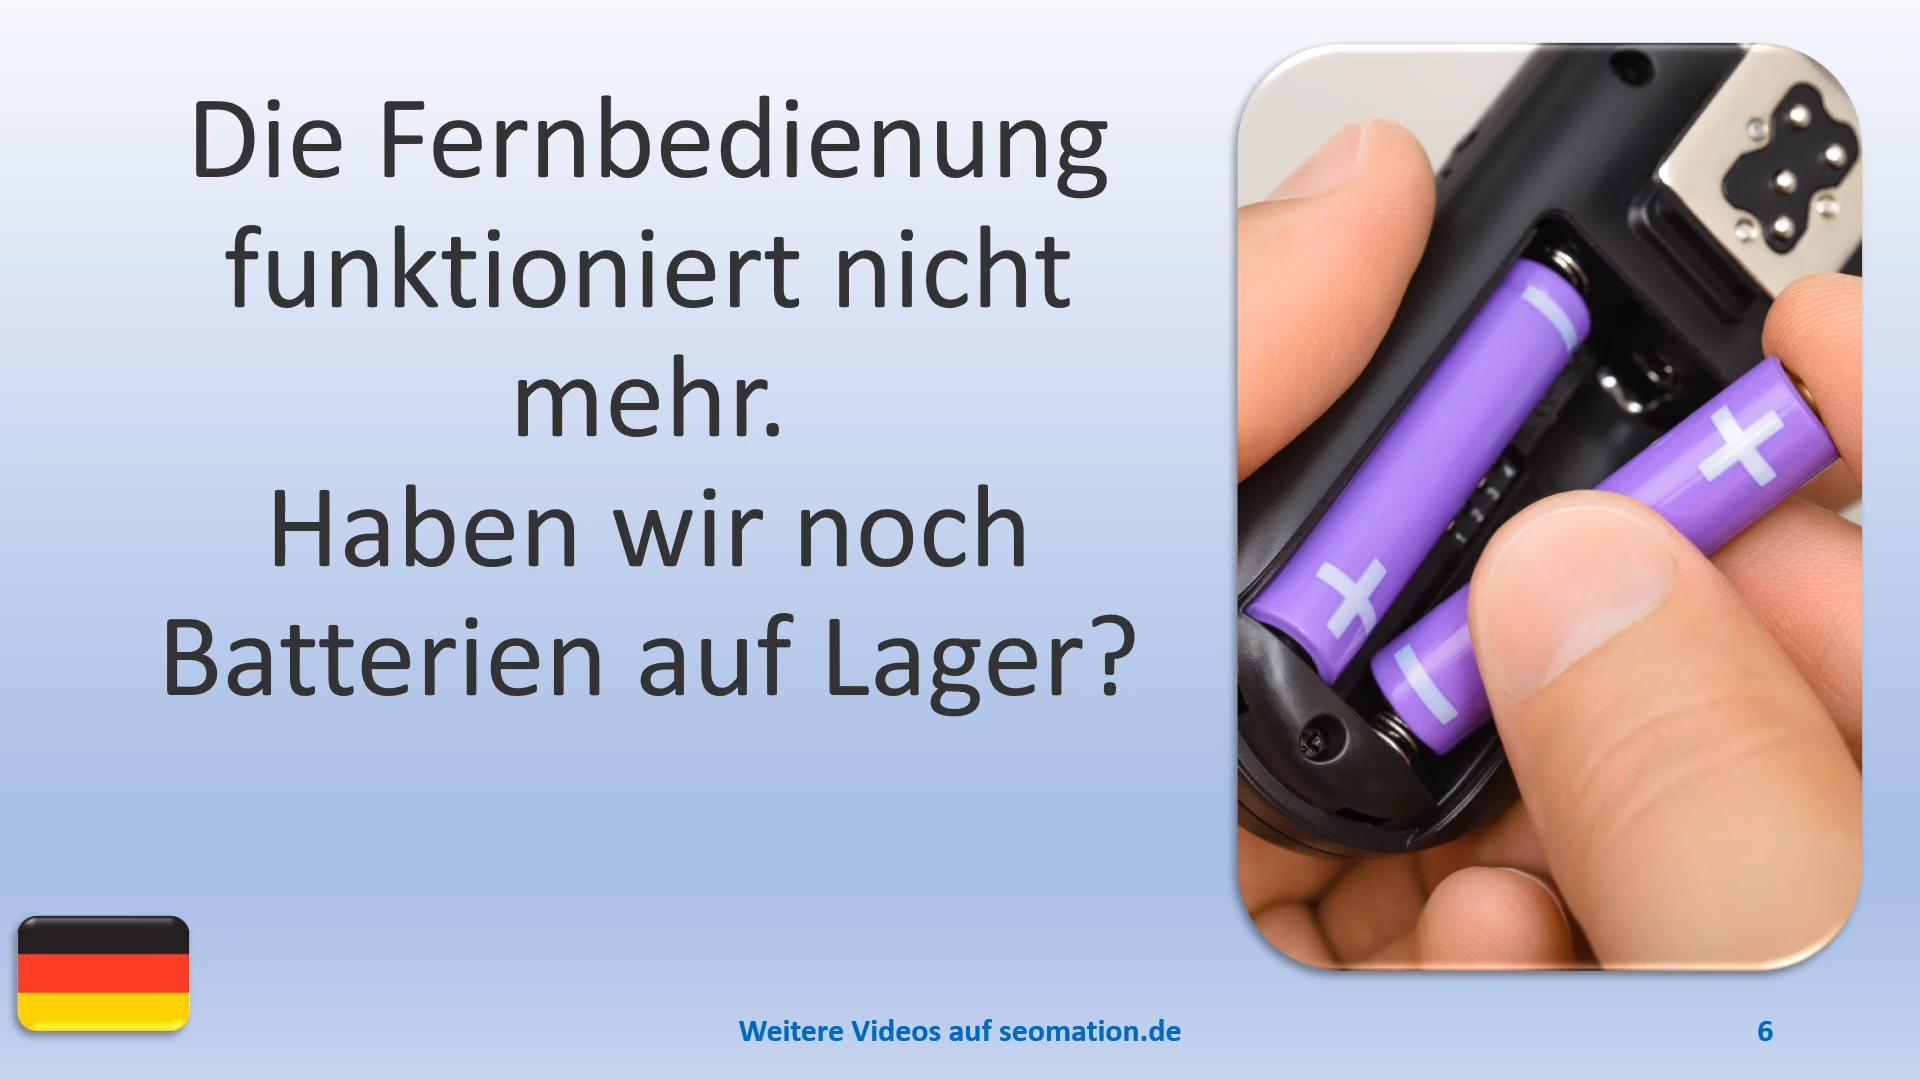 Die Fernbedienung
funktioniert nicht
mehr.
Haben wir noch
Batterien auf Lager?
Weitere Videos auf seomation.de
6